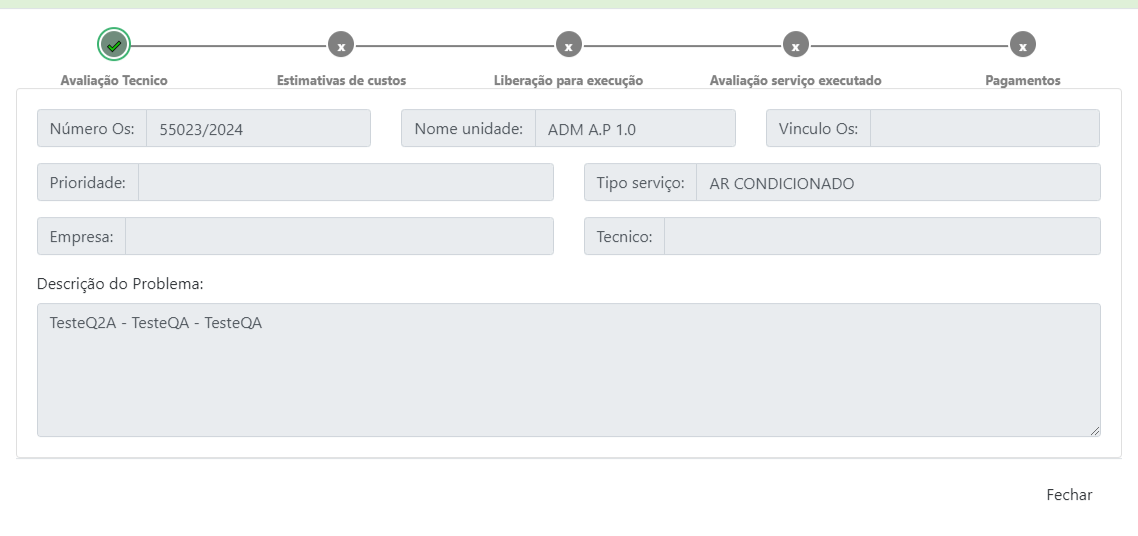 x x x x
Avaliação Tecnico Estimativas de custos Liberação para execução Avaliação serviço executado Pagamentos
Número Os: 55023/2024 Nome unidade: ADM A.P 1.0 Vinculo Os:
Prioridade: Tipo serviço: AR CONDICIONADO
Empresa: Tecnico:
Descrição do Problema:
TesteQ2A - TesteQA - TesteQA
Fechar